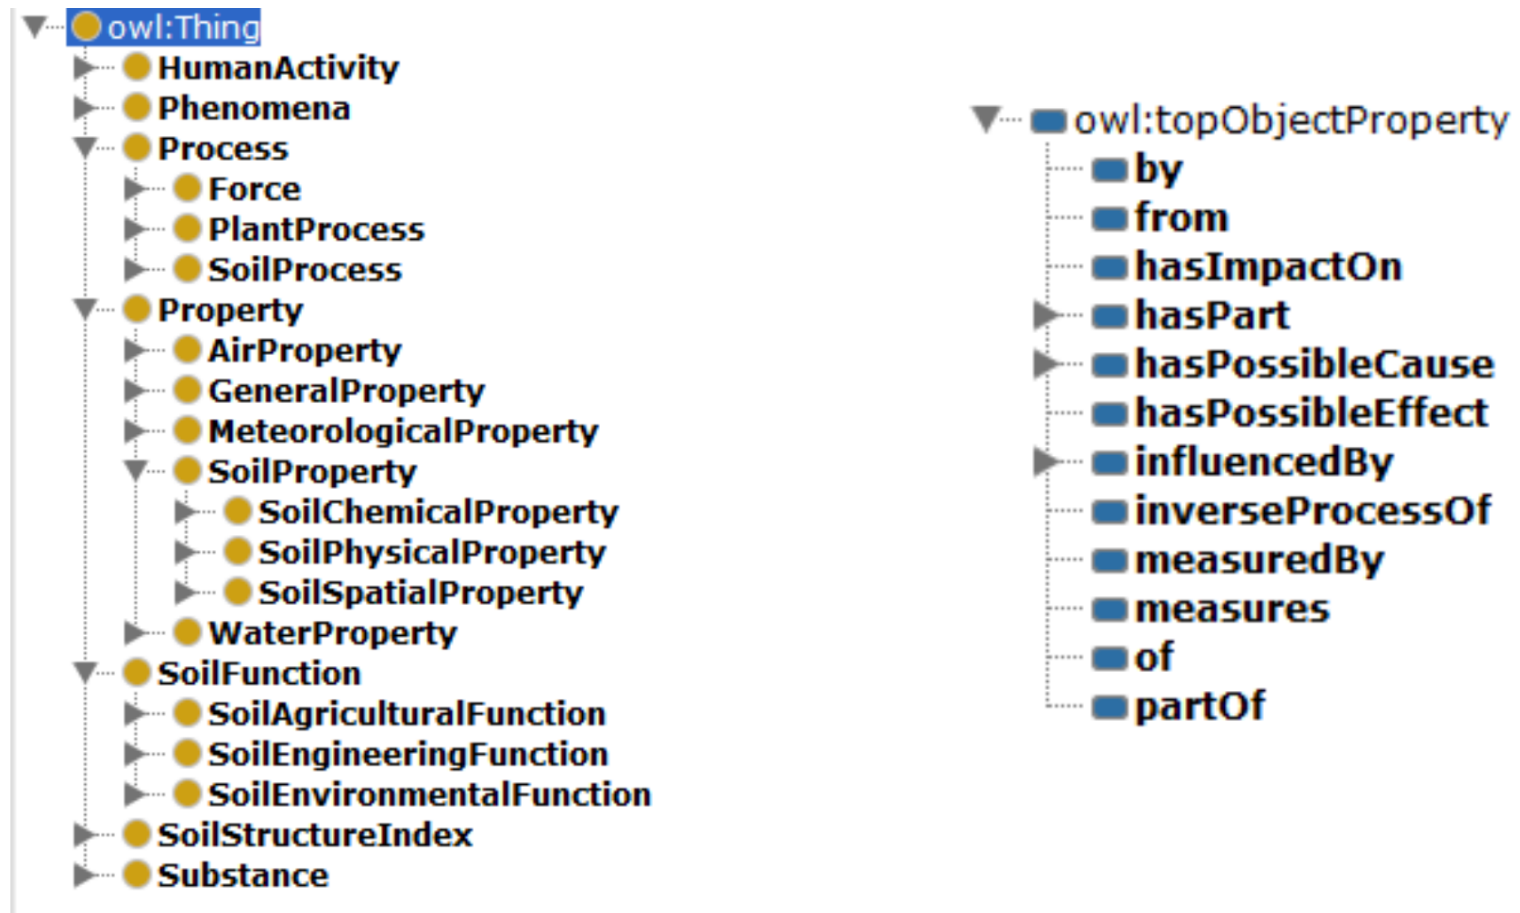 owl:Thing
HumanActivity
Phenomena
Process
Force
PlantProcess
SoilProcess
Property
AirProperty
GeneralProperty
MeteorologicalProperty
SoilProperty
SoilChemicalProperty
SoilPhysicalProperty
SoilSpatialProperty
WaterProperty
SoilFunction
SoilAgriculturalFunction
SoilEngineeringFunction
SoilEnvironmentalFunction
SoilStructureIndex
Substance
owl:topObjectProperty
by
from
hasImpactOn
hasPart
hasPossibleCause
hasPossibleEffect
influencedBy
inverseProcessOf
measuredBy
measures
of
partOf